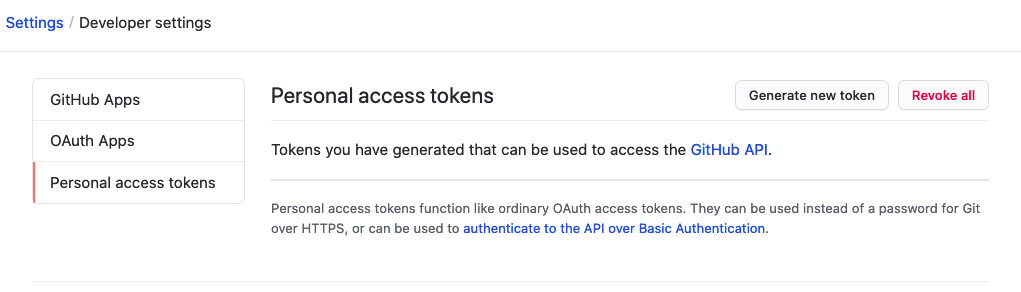 Settings / Developer settings
GitHub Apps
OAuth Apps
Personal access tokens
Personal access tokens
Generate new token
Revoke all
Tokens you have generated that can be used to access the GitHub API.
Personal access tokens function like ordinary OAuth access tokens. They can be used instead of a password for Git
over HTTPS, or can be used to authenticate to the API over Basic Authentication.